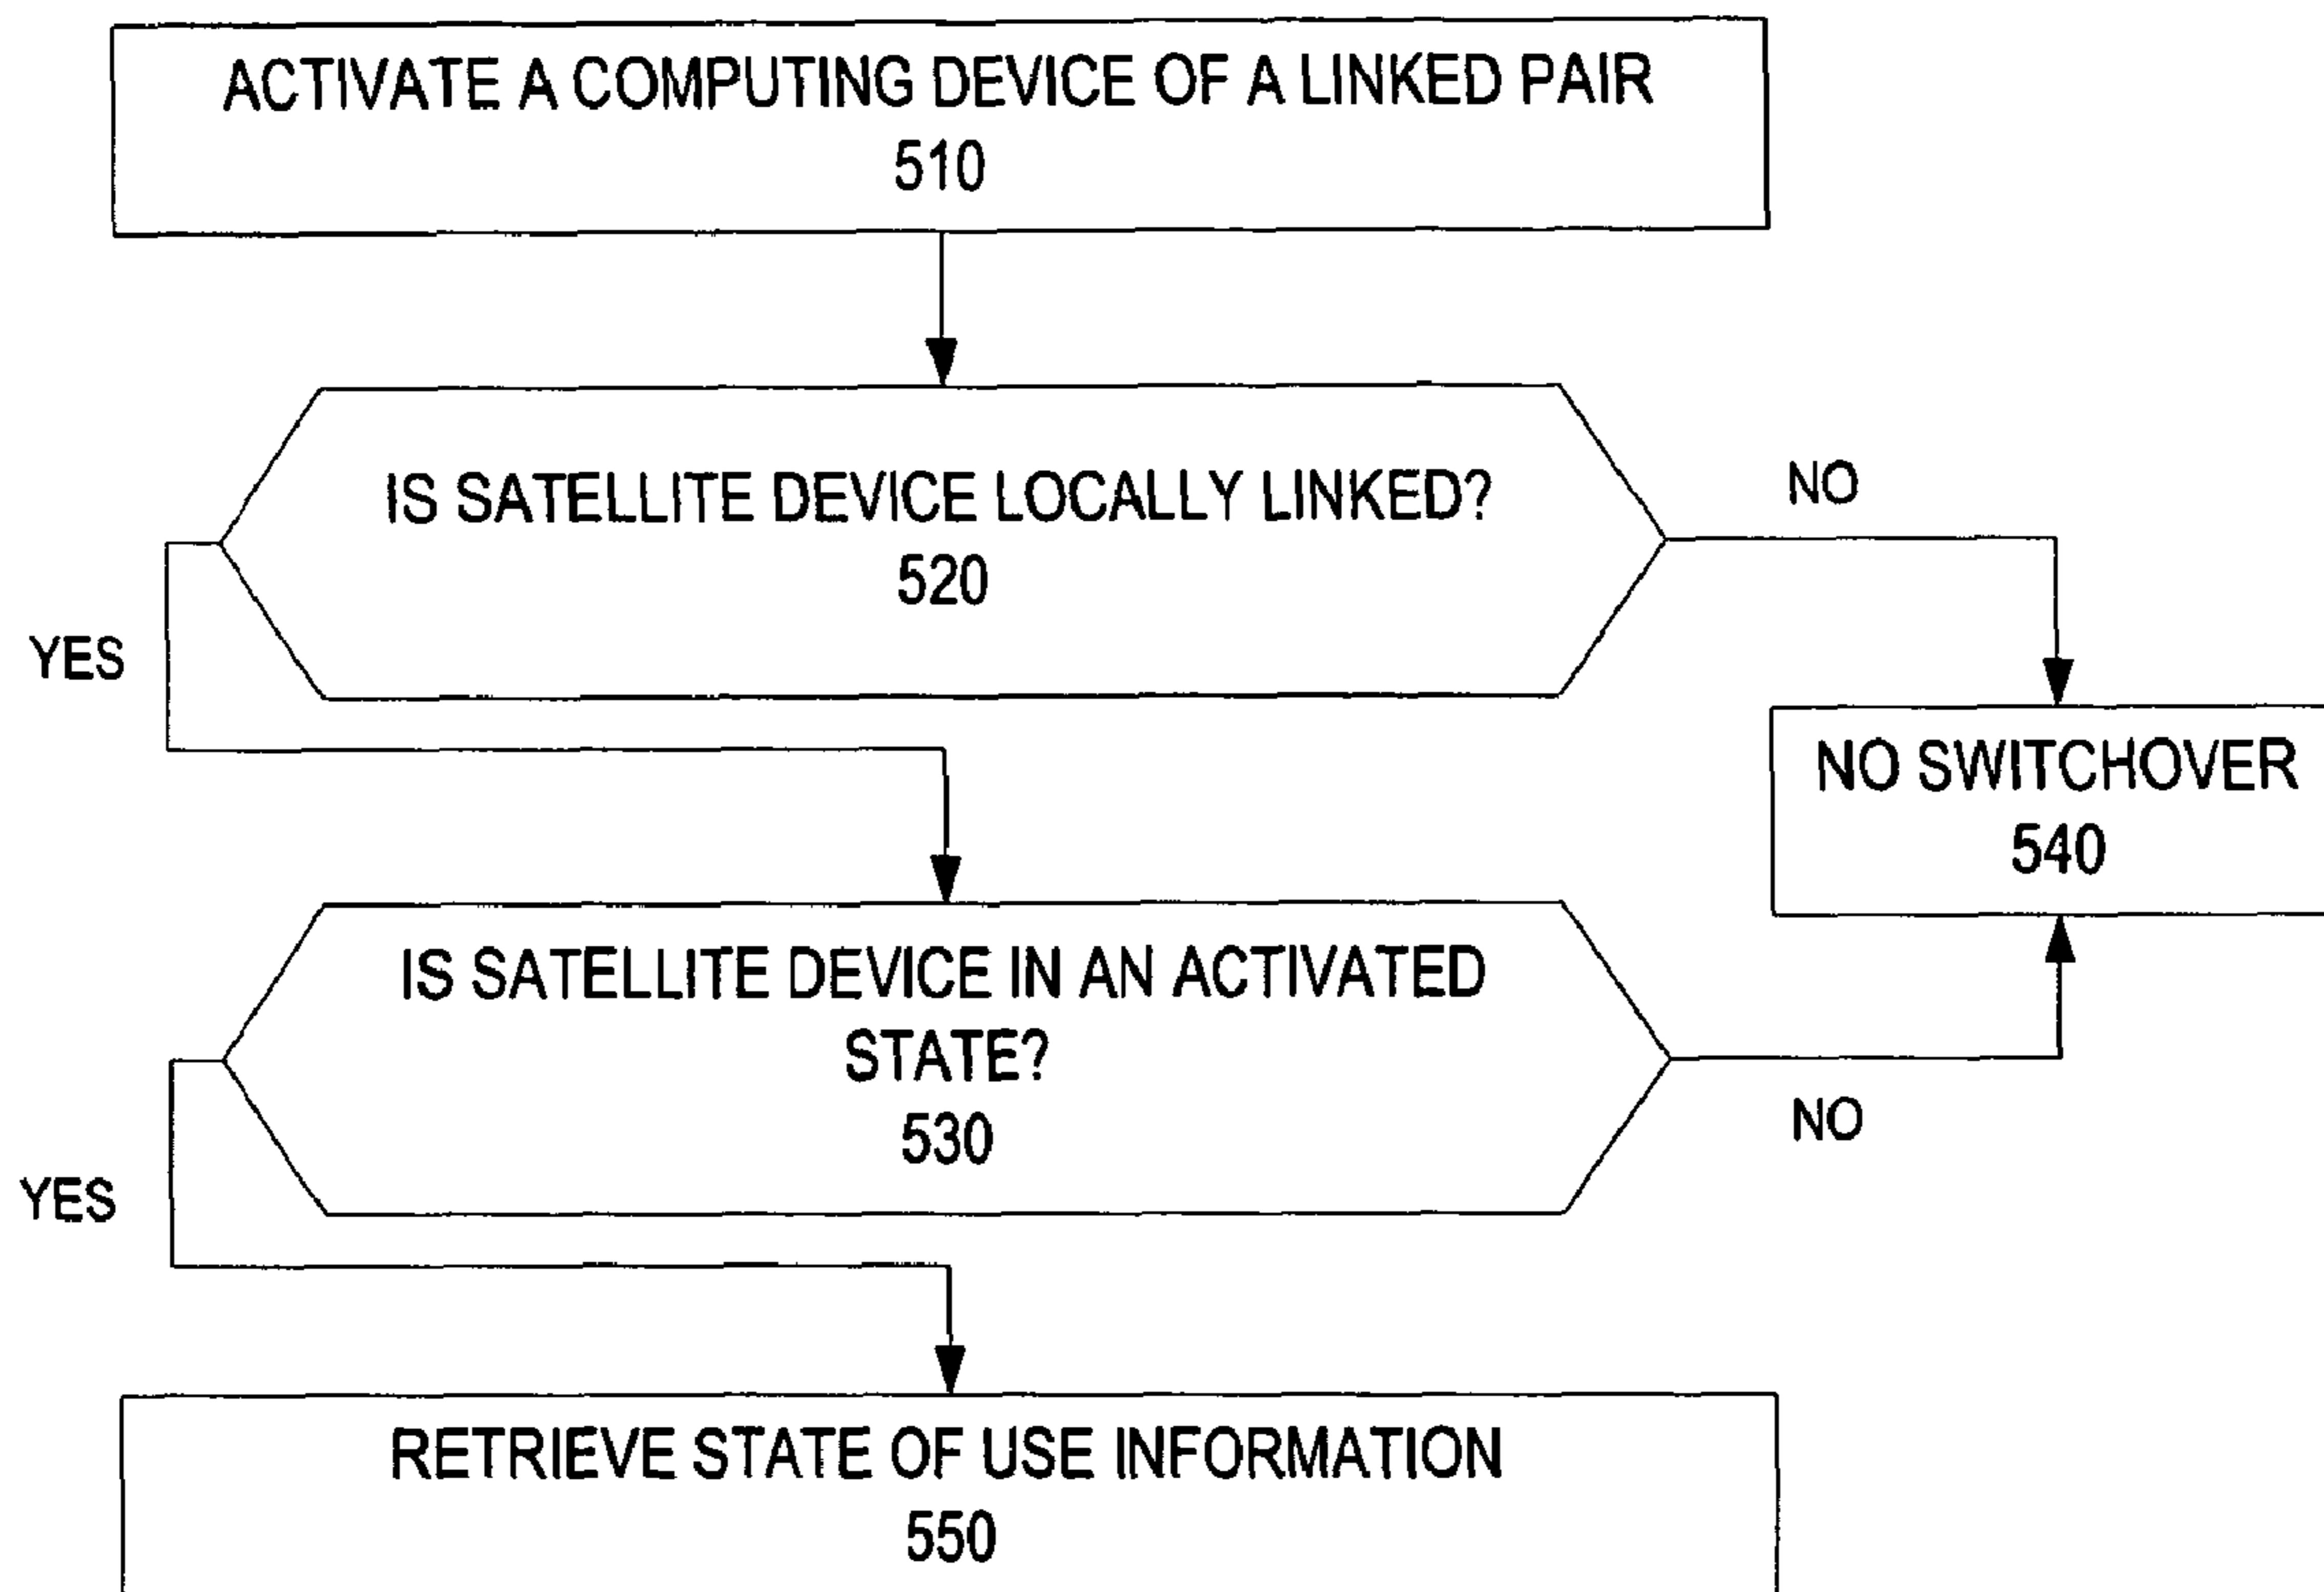 ACTIVATE A COMPUTING DEVICE OF A LINKED PAIR
510
IS SATELLITE DEVICE LOCALLY LINKED?
520
NO
YES
NO SWITCHOVER
540
IS SATELLITE DEVICE IN AN ACTIVATED
STATE?
530
NO
YES
RETRIEVE STATE OF USE INFORMATION
550